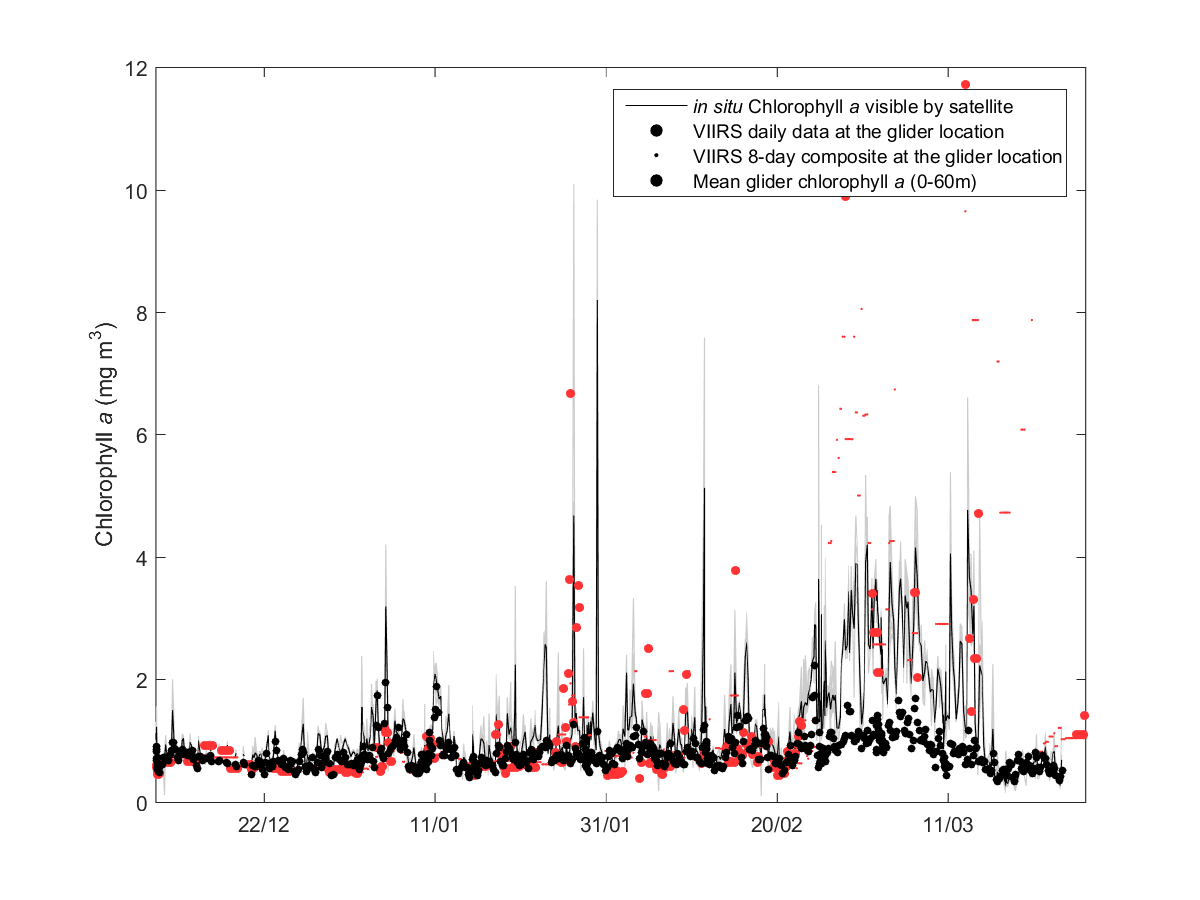 12
10
8
6
4
2
0
Chlorophyll a (mg m³)
in situ Chlorophyll a visible by satellite
VIIRS daily data at the glider location
VIIRS 8-day composite at the glider location
Mean glider chlorophyll a (0-60m)
22/12 11/01 31/01 20/02 11/03